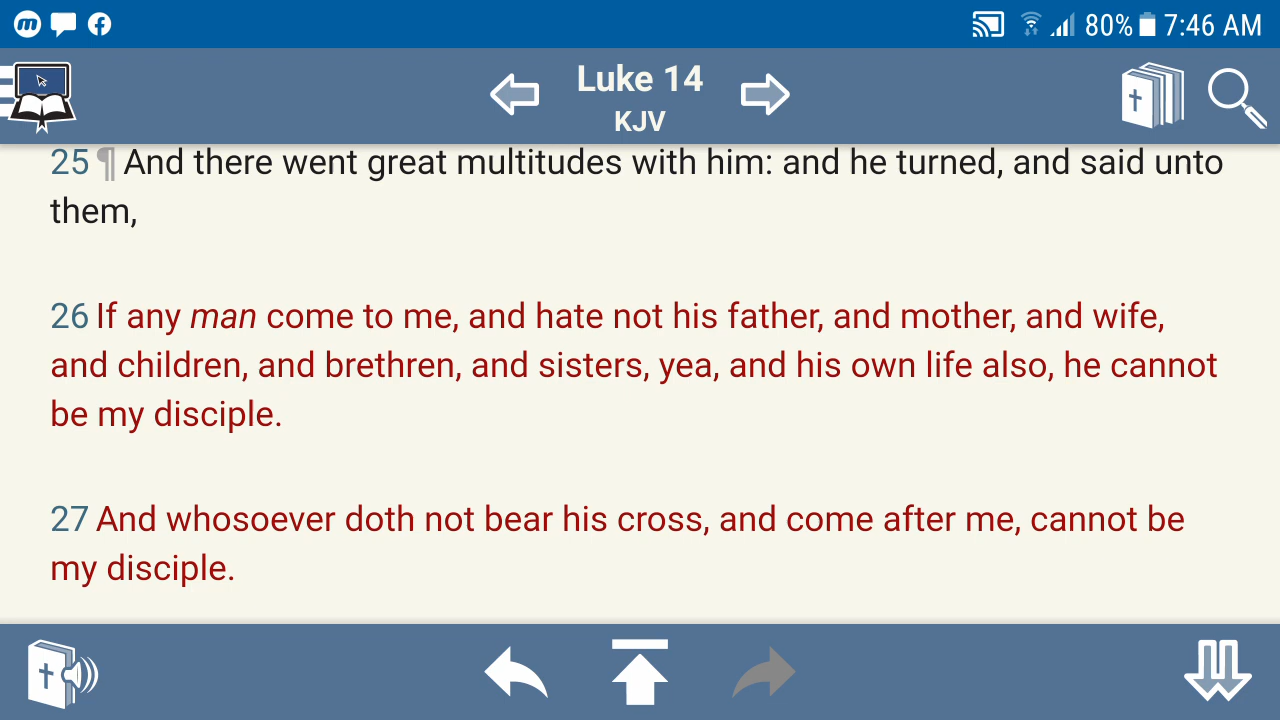 80% 7:46 AM
Luke 14
KJV
25 ¶ And there went great multitudes with him: and he turned, and said unto
them,
26 If any man come to me, and hate not his father, and mother, and wife,
and children, and brethren, and sisters, yea, and his own life also, he cannot
be my disciple.
27 And whosoever doth not bear his cross, and come after me, cannot be
my disciple.